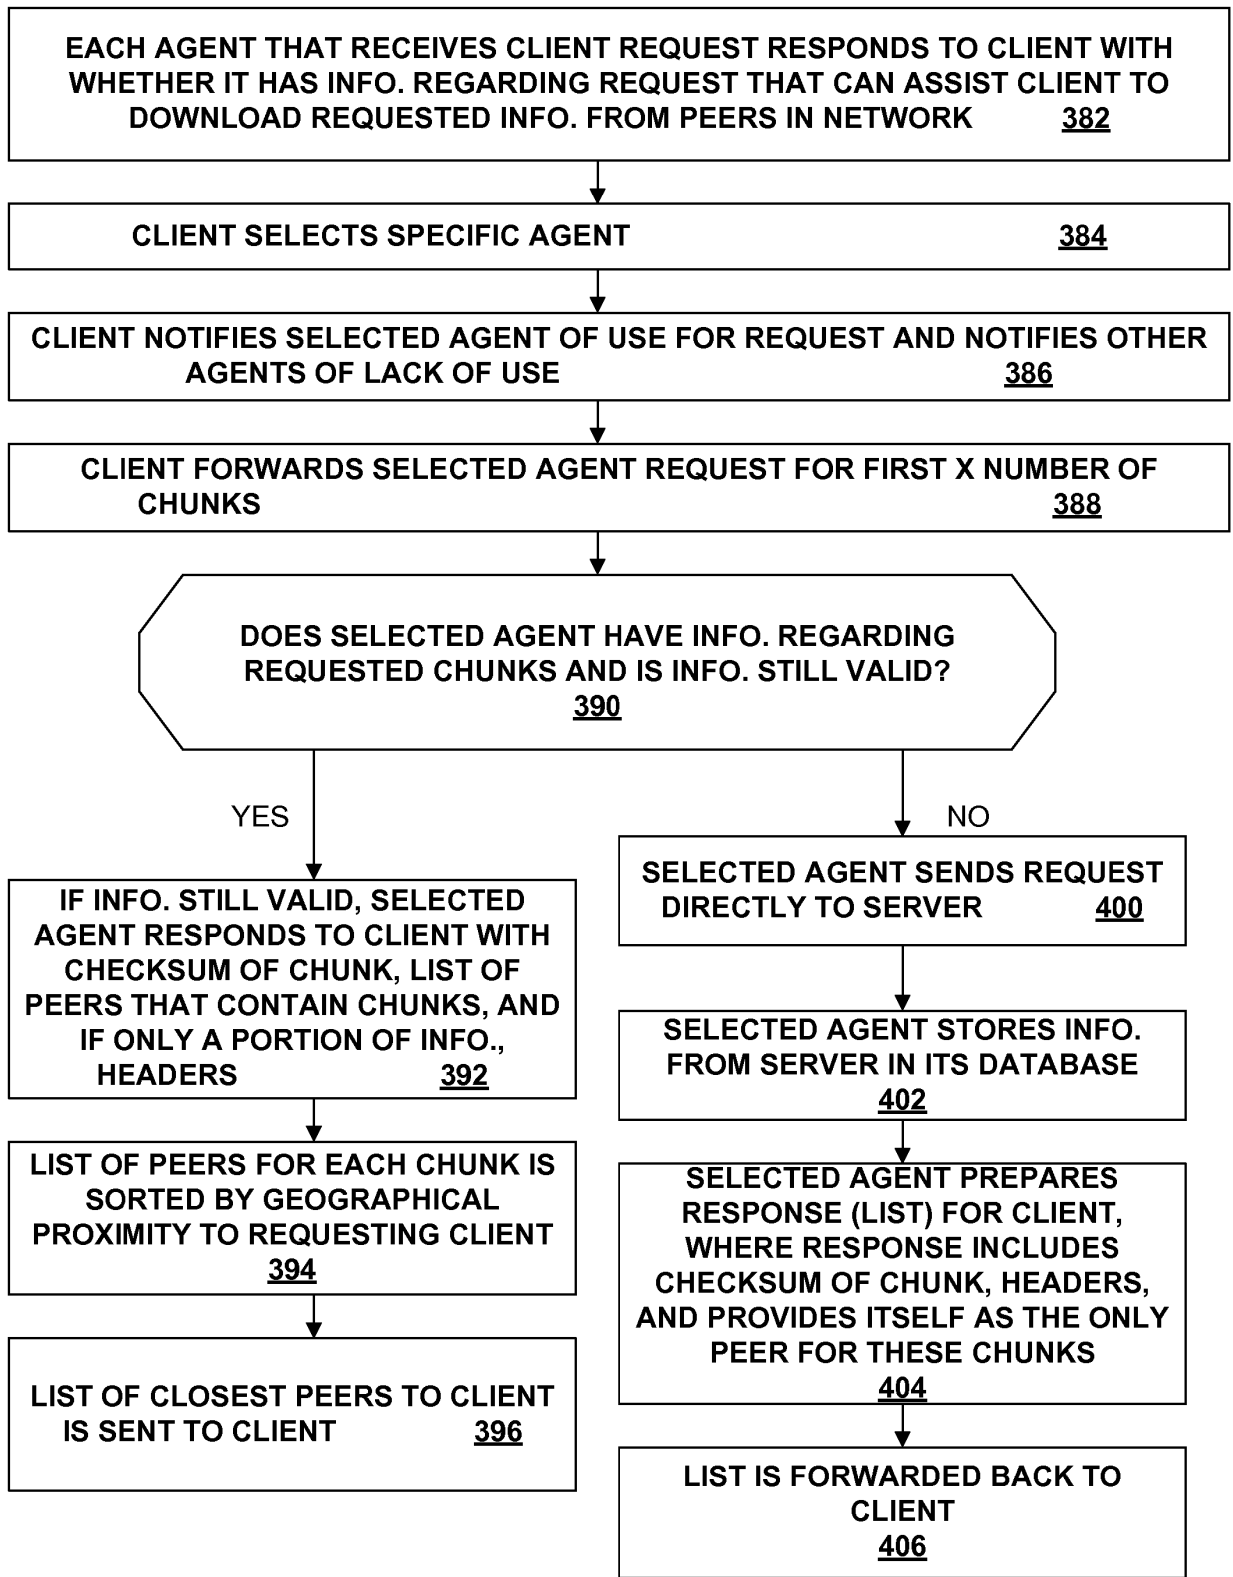 EACH AGENT THAT RECEIVES CLIENT REQUEST RESPONDS TO CLIENT WITH
WHETHER IT HAS INFO. REGARDING REQUEST THAT CAN ASSIST CLIENT TO
DOWNLOAD REQUESTED INFO. FROM PEERS IN NETWORK 382
CLIENT SELECTS SPECIFIC AGENT 384
CLIENT NOTIFIES SELECTED AGENT OF USE FOR REQUEST AND NOTIFIES OTHER
AGENTS OF LACK OF USE 386
CLIENT FORWARDS SELECTED AGENT REQUEST FOR FIRST X NUMBER OF
CHUNKS 388
DOES SELECTED AGENT HAVE INFO. REGARDING
REQUESTED CHUNKS AND IS INFO. STILL VALID?
390
YES
IF INFO. STILL VALID, SELECTED
AGENT RESPONDS TO CLIENT WITH
CHECKSUM OF CHUNK, LIST OF
PEERS THAT CONTAIN CHUNKS, AND
IF ONLY A PORTION OF INFO.,
HEADERS 392
LIST OF PEERS FOR EACH CHUNK IS
SORTED BY GEOGRAPHICAL
PROXIMITY TO REQUESTING CLIENT
394
LIST OF CLOSEST PEERS TO CLIENT
IS SENT TO CLIENT 396
NO
SELECTED AGENT SENDS REQUEST
DIRECTLY TO SERVER 400
SELECTED AGENT STORES INFO.
FROM SERVER IN ITS DATABASE
402
SELECTED AGENT PREPARES
RESPONSE (LIST) FOR CLIENT,
WHERE RESPONSE INCLUDES
CHECKSUM OF CHUNK, HEADERS,
AND PROVIDES ITSELF AS THE ONLY
PEER FOR THESE CHUNKS
404
LIST IS FORWARDED BACK TO
CLIENT
406